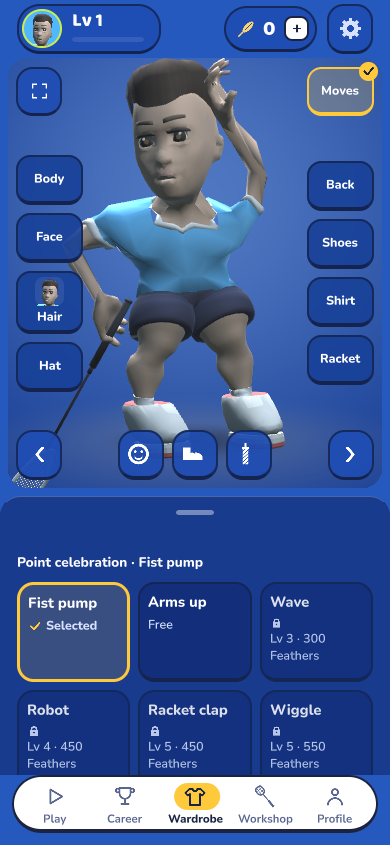 Lv 1
0
+
Moves
Body
Back
Face
Shoes
Hair
Shirt
Hat
Racket
Point celebration · Fist pump
Fist pump
Selected
Arms up
Free
Wave
Lv 3 · 300
Feathers
Robot
Lv 4 · 450
Feathers
Racket clap
Lv 5 · 450
Feathers
Wiggle
Lv 5 · 550
Feathers
Play
Career
Wardrobe
Workshop
Profile